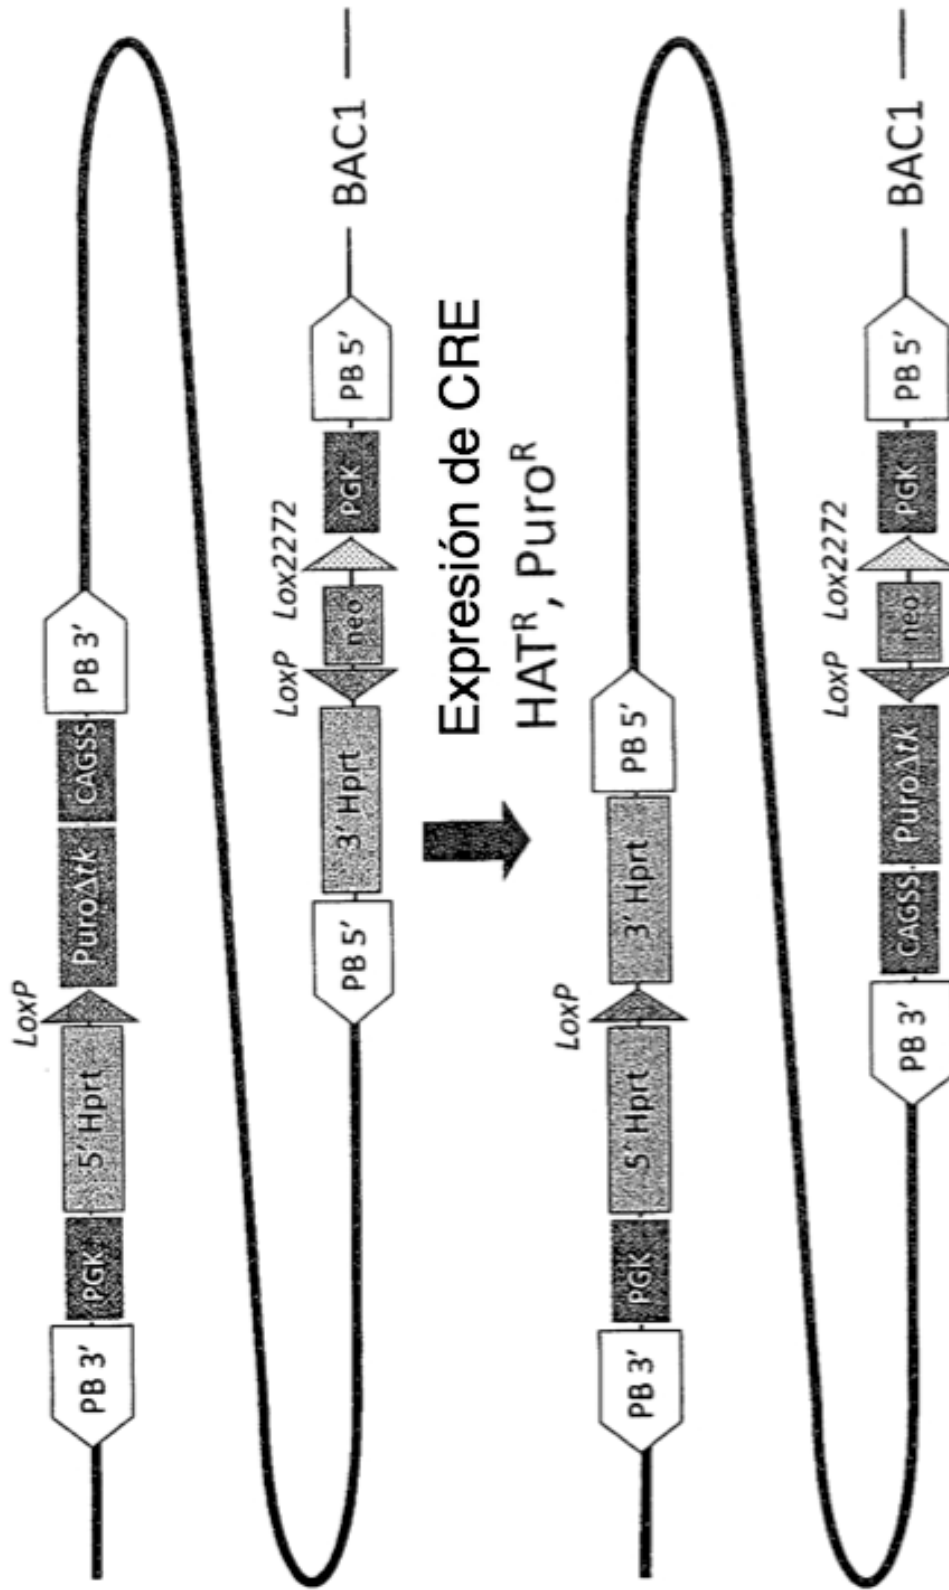 LoxP
PB 3' PGK 5' Hprt PuroΔtk CAGSS PB 3'
LoxP Lox2272
PB 5' 3' Hprt neo PGK PB 5' BAC1
Expresión de CRE
HATᴿ, Puroᴿ
LoxP
PB 3' PGK 5' Hprt 3' Hprt PB 5'
LoxP Lox2272
PB 3' CAGSS PuroΔtk neo PGK PB 5' BAC1